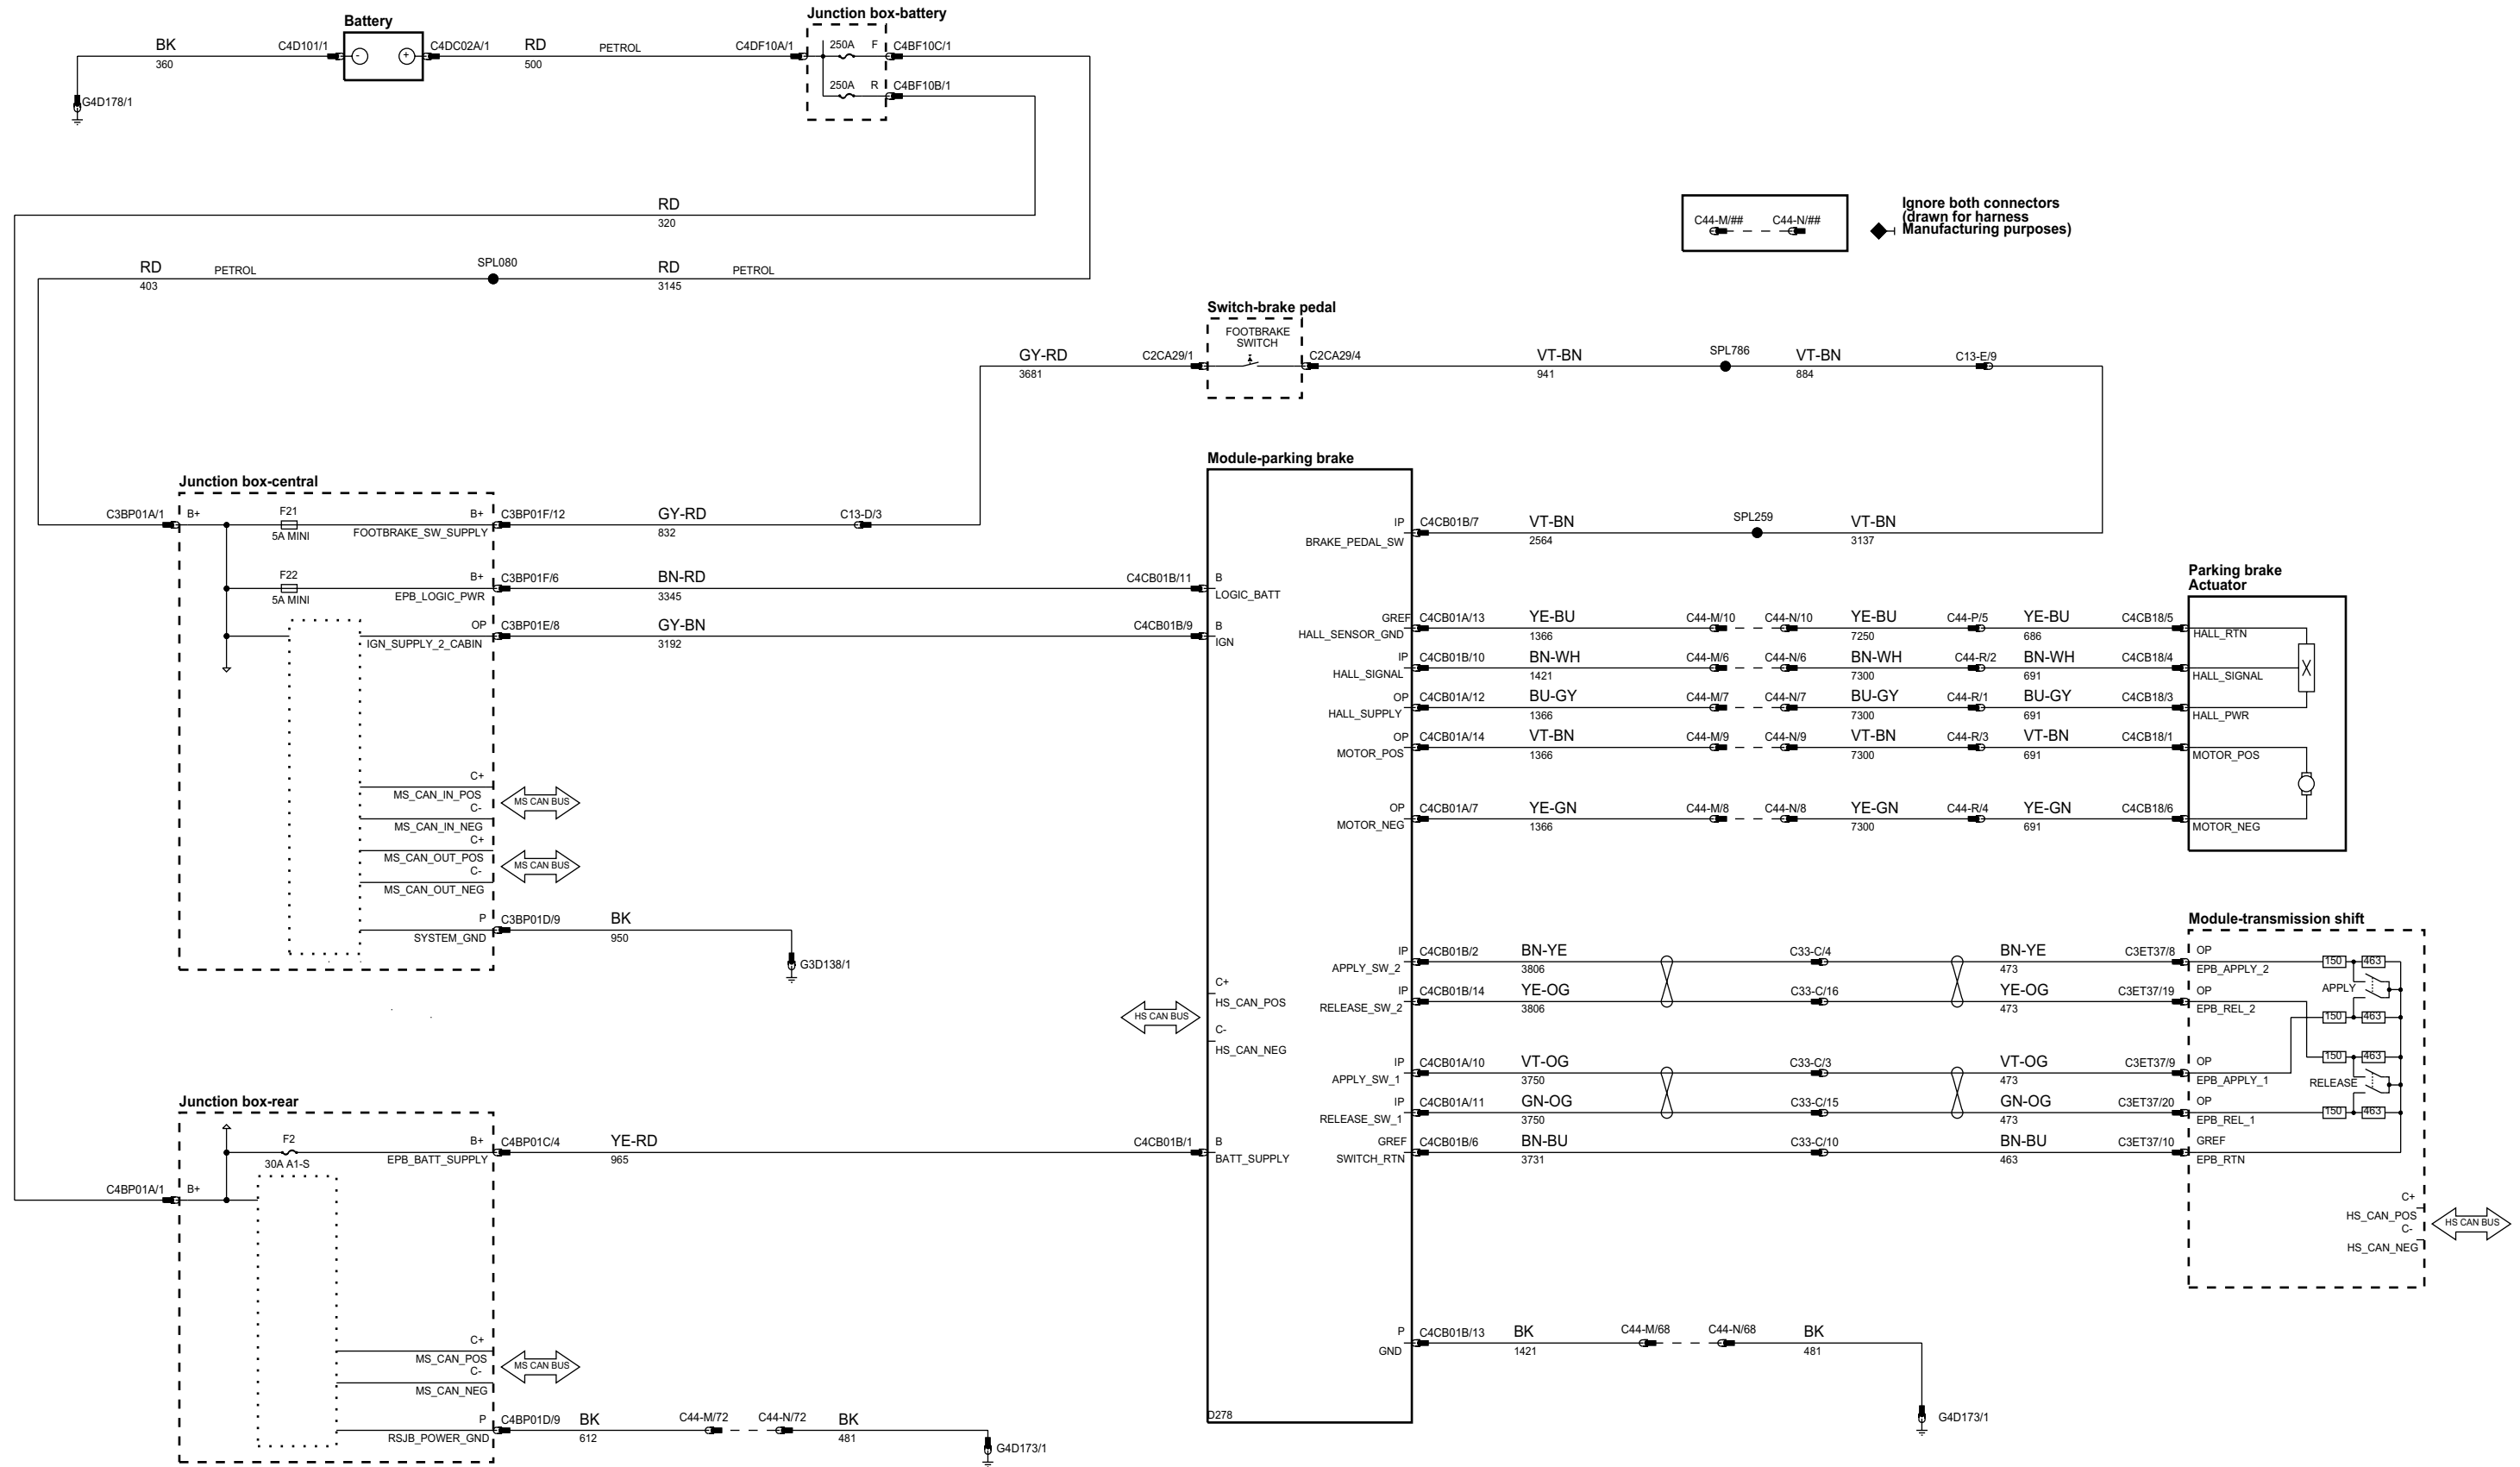 Battery
Junction box-battery
BK
360
C4D101/1
-
+
C4DC02A/1
RD
500
PETROL
C4DF10A/1
250A F
C4BF10C/1
250A R
C4BF10B/1
G4D178/1
RD
320
C44-M/##
C44-N/##
Ignore both connectors
(drawn for harness
Manufacturing purposes)
RD
403
PETROL
SPL080
RD
3145
PETROL
Switch-brake pedal
FOOTBRAKE
SWITCH
GY-RD
3681
C2CA29/1
C2CA29/4
VT-BN
941
SPL786
VT-BN
884
C13-E/9
Junction box-central
C3BP01A/1
B+
F21
5A MINI
B+
FOOTBRAKE_SW_SUPPLY
C3BP01F/12
GY-RD
832
C13-D/3
F22
5A MINI
B+
EPB_LOGIC_PWR
C3BP01F/6
BN-RD
3345
C4CB01B/11
OP
IGN_SUPPLY_2_CABIN
C3BP01E/8
GY-BN
3192
C4CB01B/9
C+
MS_CAN_IN_POS
C-
MS_CAN_IN_NEG
MS CAN BUS
C+
MS_CAN_OUT_POS
C-
MS_CAN_OUT_NEG
MS CAN BUS
P
SYSTEM_GND
C3BP01D/9
BK
950
G3D138/1
Module-parking brake
B
LOGIC_BATT
B
IGN
C+
HS_CAN_POS
C-
HS_CAN_NEG
HS CAN BUS
B
BATT_SUPPLY
D278
IP
BRAKE_PEDAL_SW
C4CB01B/7
VT-BN
2564
SPL259
VT-BN
3137
GREF
HALL_SENSOR_GND
C4CB01A/13
YE-BU
1366
C44-M/10
C44-N/10
YE-BU
7250
C44-P/5
YE-BU
686
C4CB18/5
IP
HALL_SIGNAL
C4CB01B/10
BN-WH
1421
C44-M/6
C44-N/6
BN-WH
7300
C44-R/2
BN-WH
691
C4CB18/4
OP
HALL_SUPPLY
C4CB01A/12
BU-GY
1366
C44-M/7
C44-N/7
BU-GY
7300
C44-R/1
BU-GY
691
C4CB18/3
OP
MOTOR_POS
C4CB01A/14
VT-BN
1366
C44-M/9
C44-N/9
VT-BN
7300
C44-R/3
VT-BN
691
C4CB18/1
OP
MOTOR_NEG
C4CB01A/7
YE-GN
1366
C44-M/8
C44-N/8
YE-GN
7300
C44-R/4
YE-GN
691
C4CB18/6
Parking brake
Actuator
HALL_RTN
HALL_SIGNAL
HALL_PWR
MOTOR_POS
MOTOR_NEG
IP
APPLY_SW_2
C4CB01B/2
BN-YE
3806
C33-C/4
BN-YE
473
C3ET37/8
IP
RELEASE_SW_2
C4CB01B/14
YE-OG
3806
C33-C/16
YE-OG
473
C3ET37/19
IP
APPLY_SW_1
C4CB01A/10
VT-OG
3750
C33-C/3
VT-OG
473
C3ET37/9
IP
RELEASE_SW_1
C4CB01A/11
GN-OG
3750
C33-C/15
GN-OG
473
C3ET37/20
GREF
SWITCH_RTN
C4CB01B/6
BN-BU
3731
C33-C/10
BN-BU
463
C3ET37/10
Module-transmission shift
OP
EPB_APPLY_2
150 463
APPLY
OP
EPB_REL_2
150 463
OP
EPB_APPLY_1
150 463
RELEASE
OP
EPB_REL_1
150 463
GREF
EPB_RTN
C+
HS_CAN_POS
C-
HS_CAN_NEG
HS CAN BUS
Junction box-rear
F2
30A A1-S
B+
EPB_BATT_SUPPLY
C4BP01C/4
YE-RD
965
C4CB01B/1
C4BP01A/1
B+
C+
MS_CAN_POS
C-
MS_CAN_NEG
MS CAN BUS
P
RSJB_POWER_GND
C4BP01D/9
BK
612
C44-M/72
C44-N/72
BK
481
G4D173/1
P
GND
C4CB01B/13
BK
1421
C44-M/68
C44-N/68
BK
481
G4D173/1